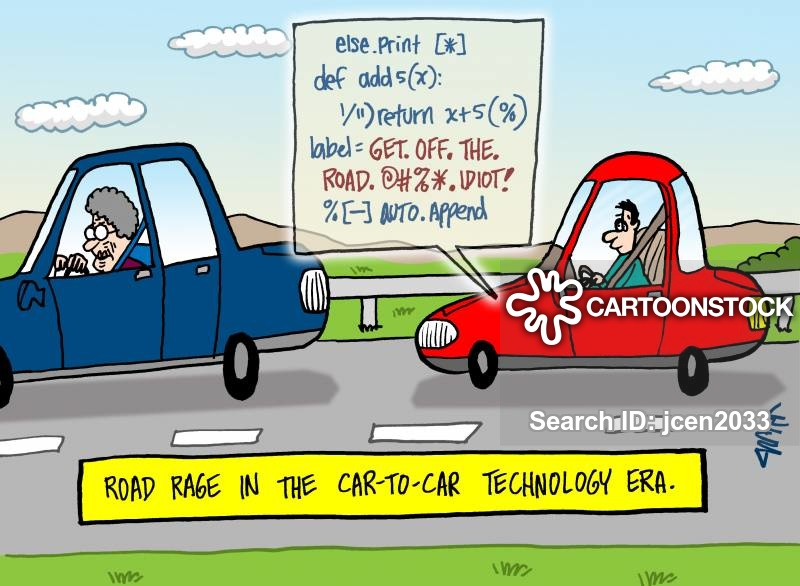 else.print [*]
def add5(x):
1/")return x+5(%)
label= GET. OFF. THE.
ROAD. @#%*. IDIOT!
%[—] AUTO. Append
CARTOONSTOCK
Search ID: jcen2033
ROAD RAGE IN THE CAR-TO-CAR TECHNOLOGY ERA.